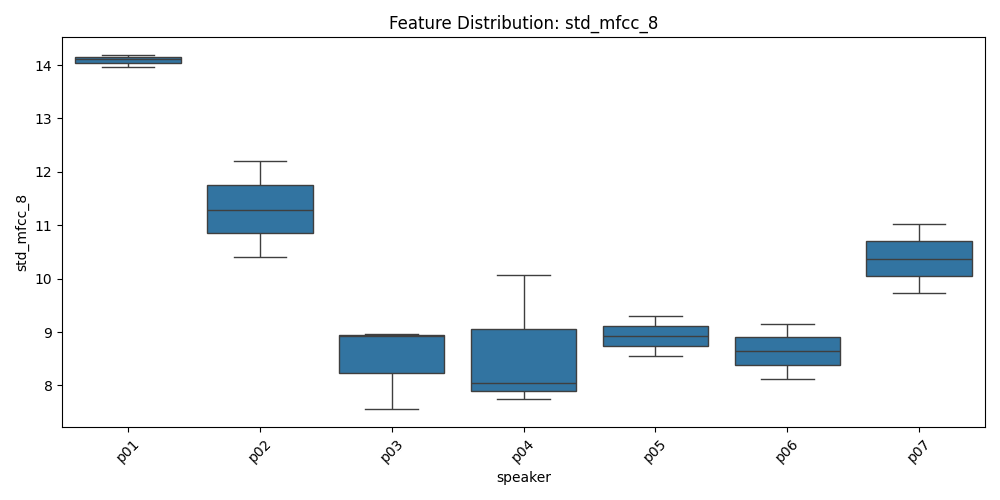 Feature Distribution: std_mfcc_8
std_mfcc_8
14
13
12
11
10
9
8
p01
p02
p03
p04
p05
p06
p07
speaker